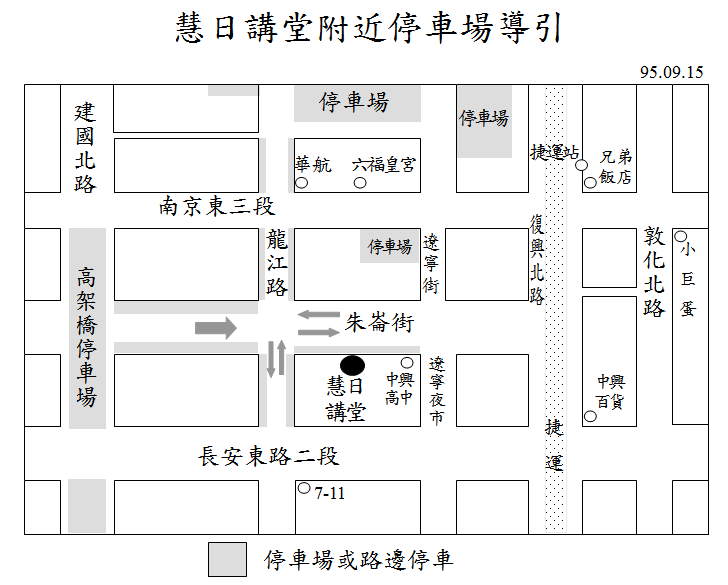 慧日講堂附近停車場導引
95.09.15
建國北路
停車場
停車場
華航
六福皇宮
捷運站
兄弟
飯店
南京東三段
龍江路
停車場
遼寧街
復興北路
敦化北路
小巨蛋
高架橋停車場
朱崙街
慧日
講堂
中興
高中
遼寧夜市
中興
百貨
捷運
長安東路二段
7-11
停車場或路邊停車